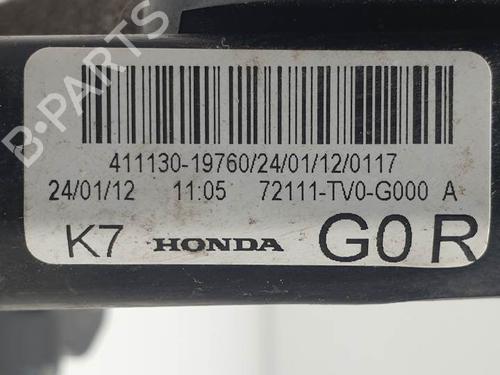 B-PARTS
411130-19760/24/01/12/0117
24/01/12 11:05 72111-TV0-G000 A
K7 HONDA G0 R